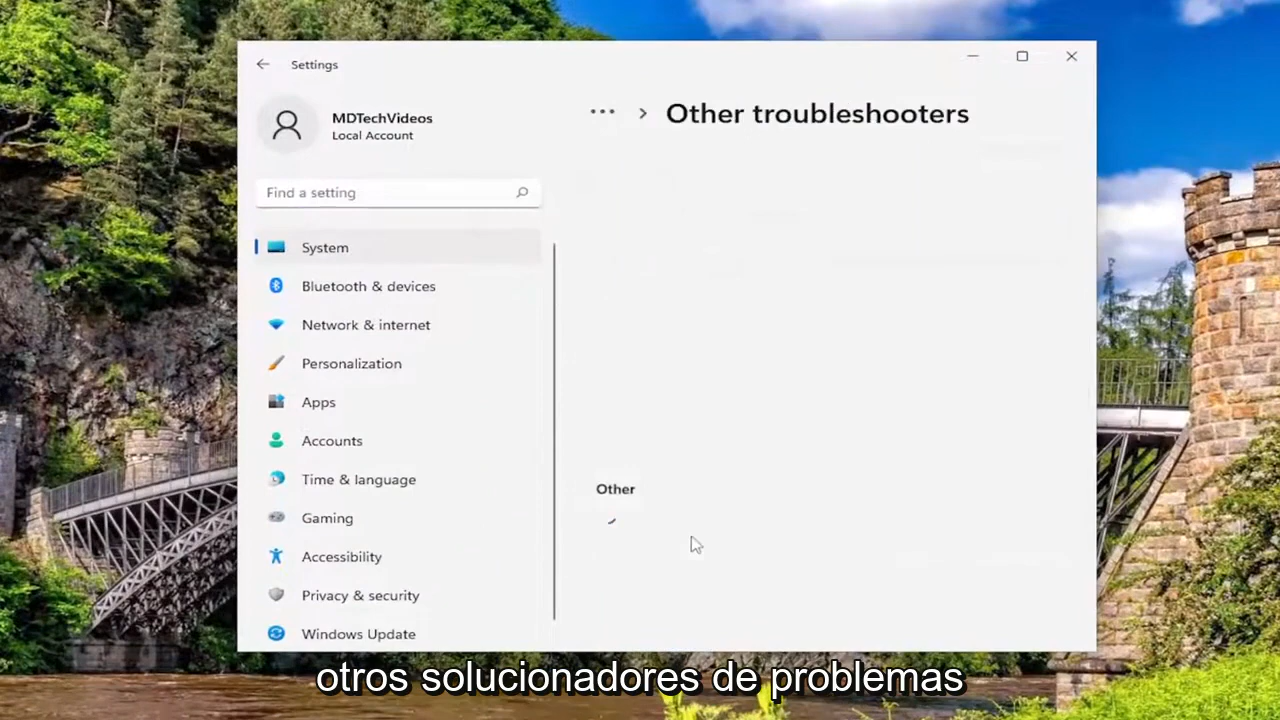 Settings
MDTechVideos
Local Account
Find a setting
System
Bluetooth & devices
Network & internet
Personalization
Apps
Accounts
Time & language
Gaming
Accessibility
Privacy & security
Windows Update
... > Other troubleshooters
Other
otros solucionadores de problemas